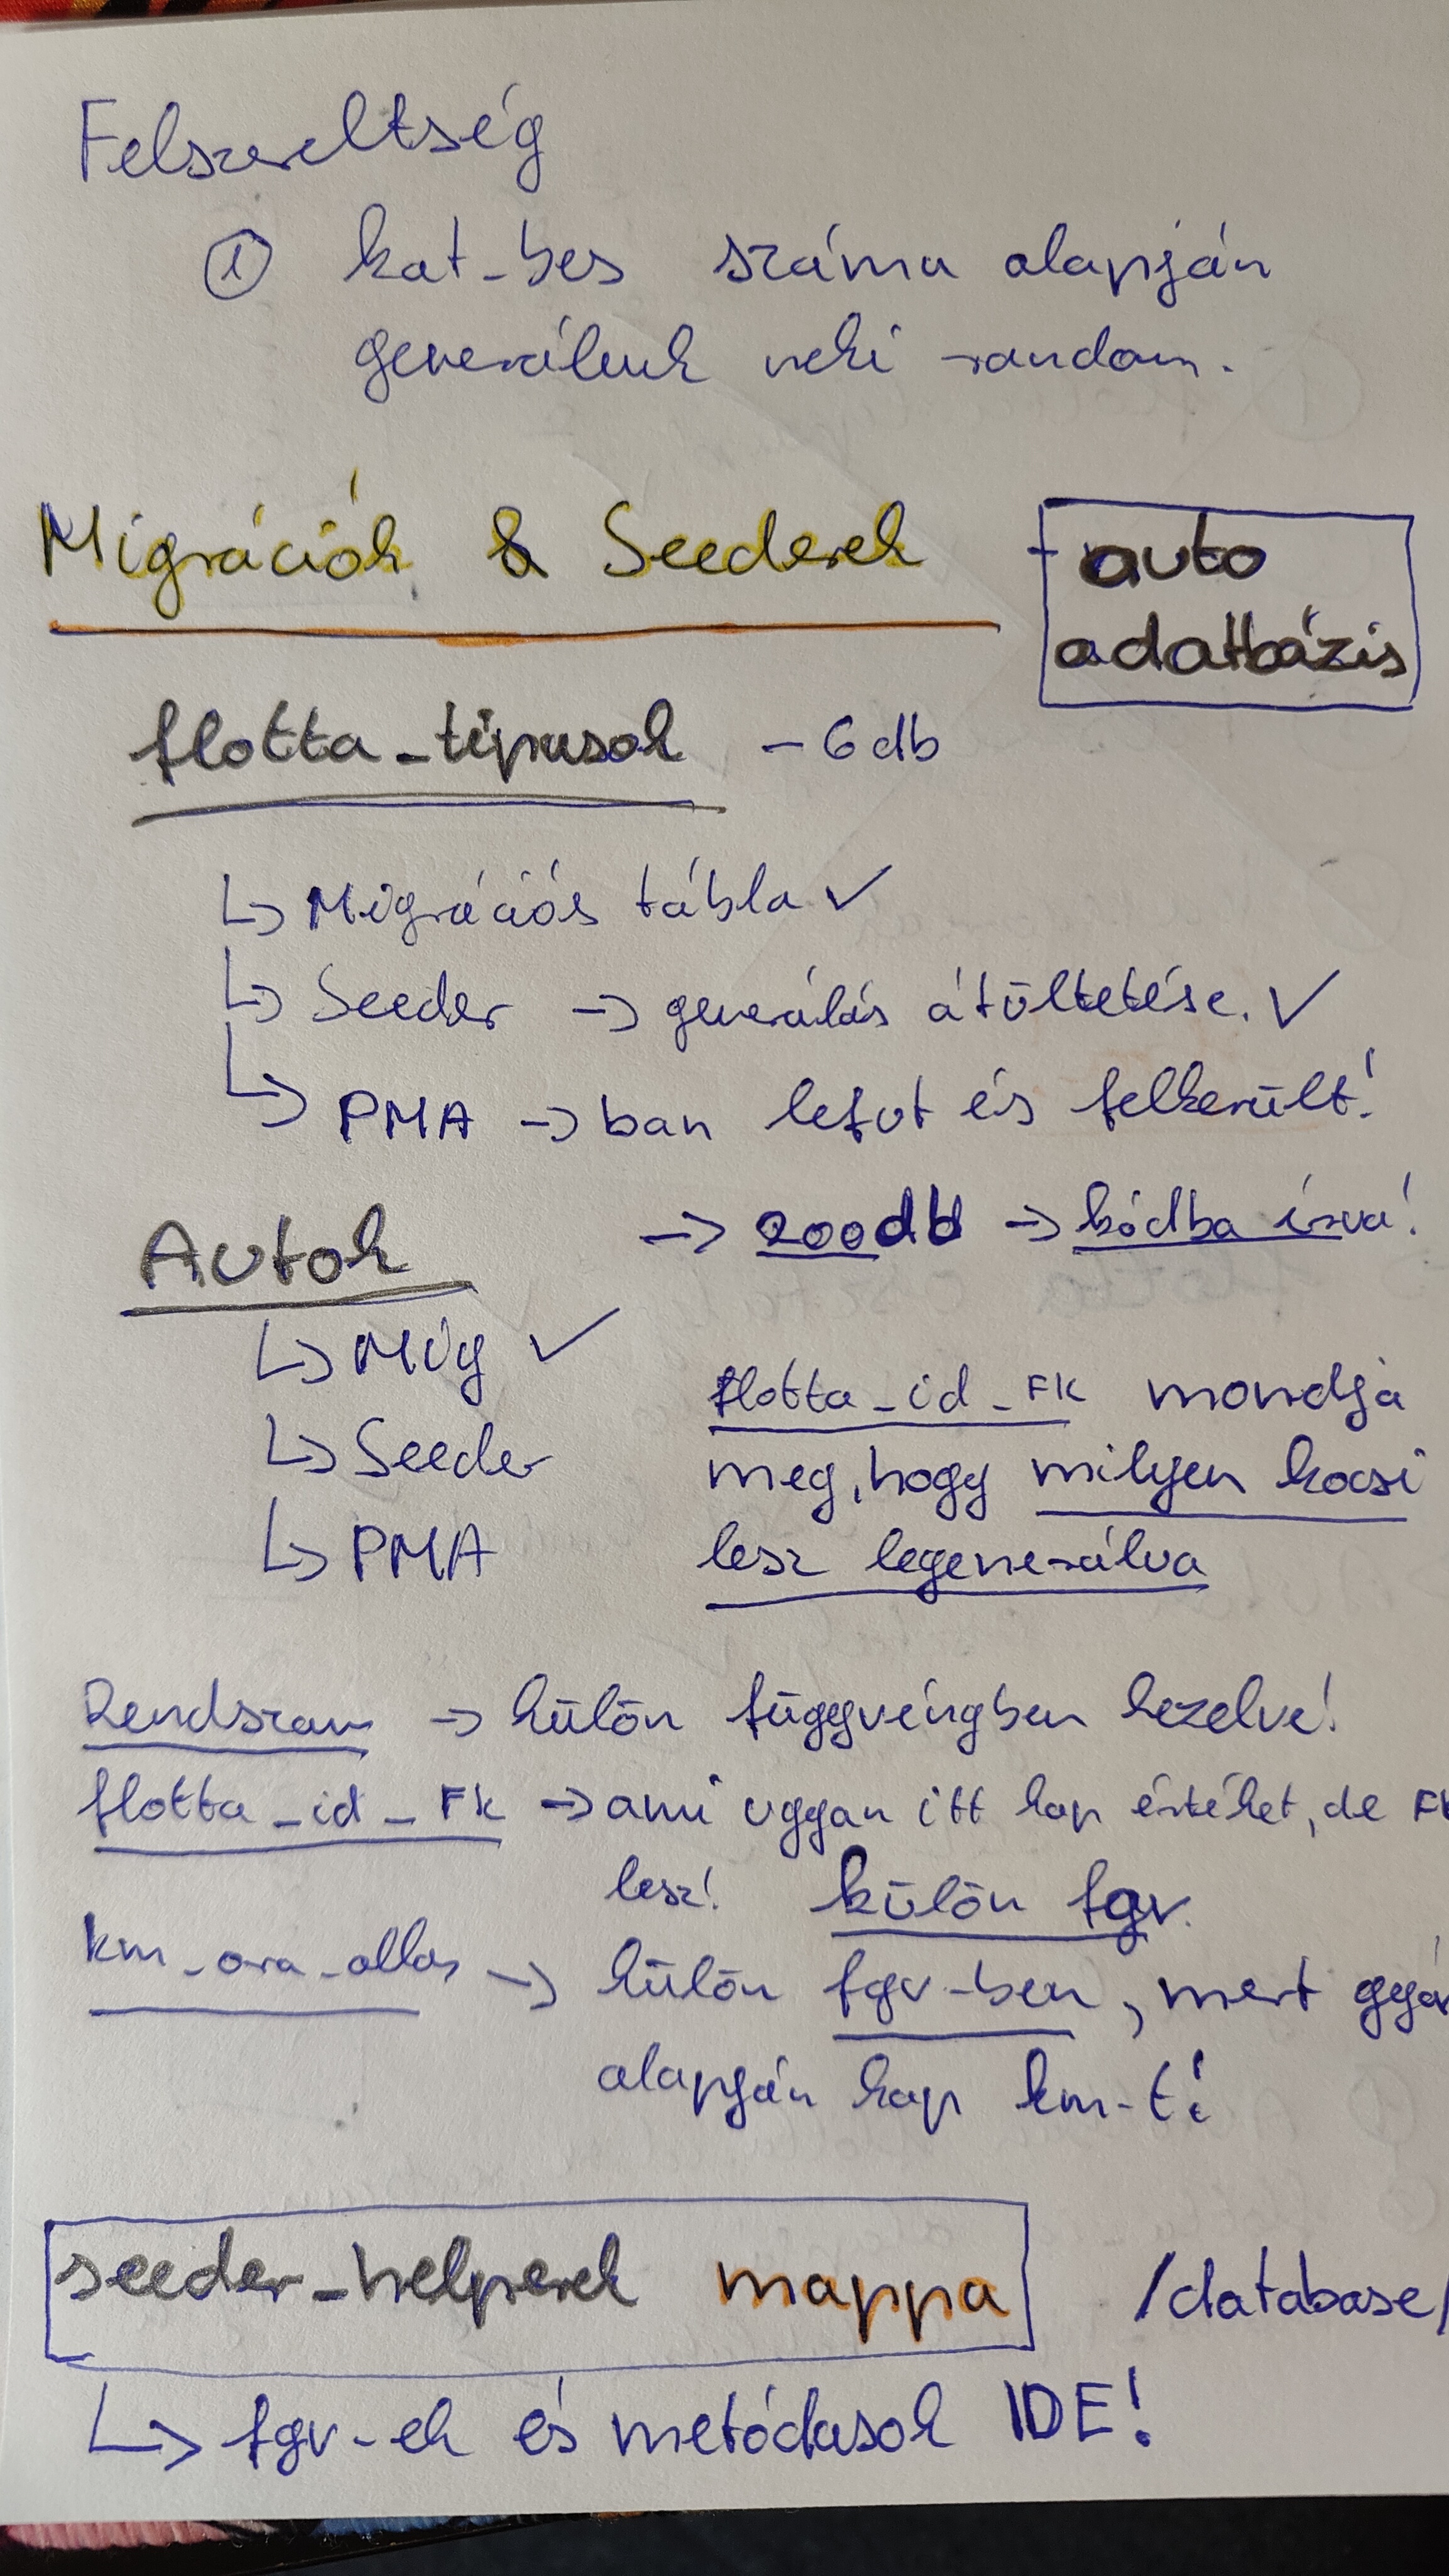 Felszereltség
① kat_bes száma alapján
generálunk neki random.
Migrációk & Seederek
auto
adatbázis
flotta_tipusok - 6 db
↳ Migrációs tábla ✓
↳ Seeder → generálás átültetése. ✓
↳ PMA → ban lefut és felkerült!
Autok → 200db → kódba írva!
↳ Mig ✓
flotta_id_FK mondja
↳ Seeder
meg, hogy milyen kocsi
↳ PMA
lesz legenerálva
Rendszam → külön függvényben kezelve!
flotta_id_FK → ami ugyan itt kap értéket, de FK
lesz! külön fgv.
km_ora_allas → külön fgv-ben, mert gyár
alapján kap km-t!
seeder_helperek mappa /database/
↳ fgv-ek és metódusok IDE!